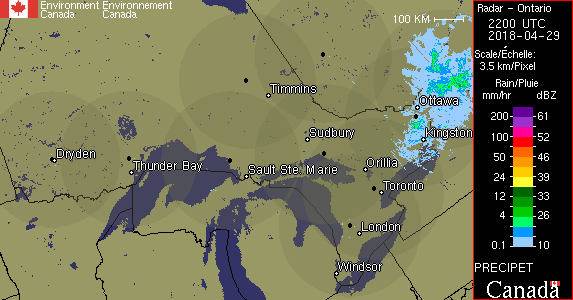 Environment Environnement
Canada Canada
100 KM
Timmins
Ottawa
Sudbury
Kingston
Dryden
Thunder Bay
Sault Ste. Marie
Orillia
Toronto
London
Windsor
Radar - Ontario
2200 UTC
2018-04-29
Scale/Échelle:
3.5 km/Pixel
Rain/Pluie
mm/hr dBZ
200 61
100 52
50 46
24 39
12 33
4 26
0.1 10
PRECIPET
Canada